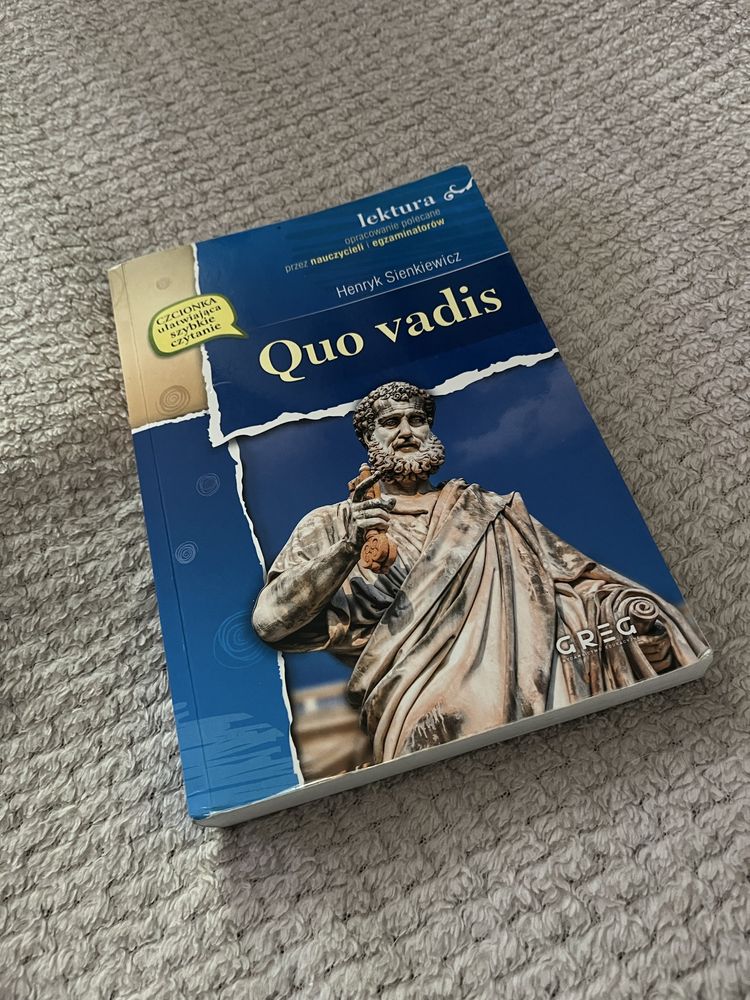 lektura
opracowanie polecane
przez nauczycieli i egzaminatorów
Henryk Sienkiewicz
CZCIONKA
ułatwiająca
szybkie
czytanie
Quo vadis
GREG